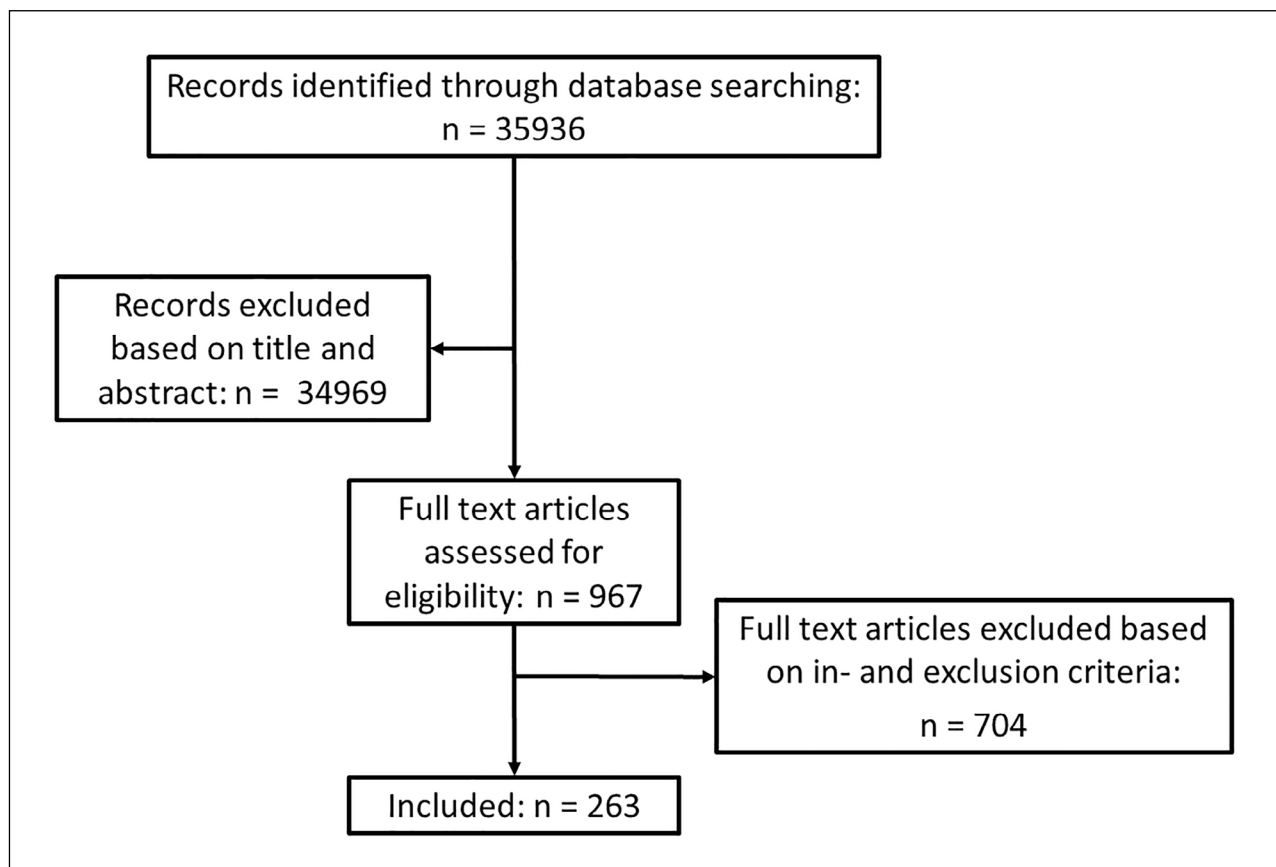 Records identified through database searching:
n = 35936
Records excluded
based on title and
abstract: n =  34969
Full text articles
assessed for
eligibility: n = 967
Full text articles excluded based
on in- and exclusion criteria:
n = 704
Included: n = 263